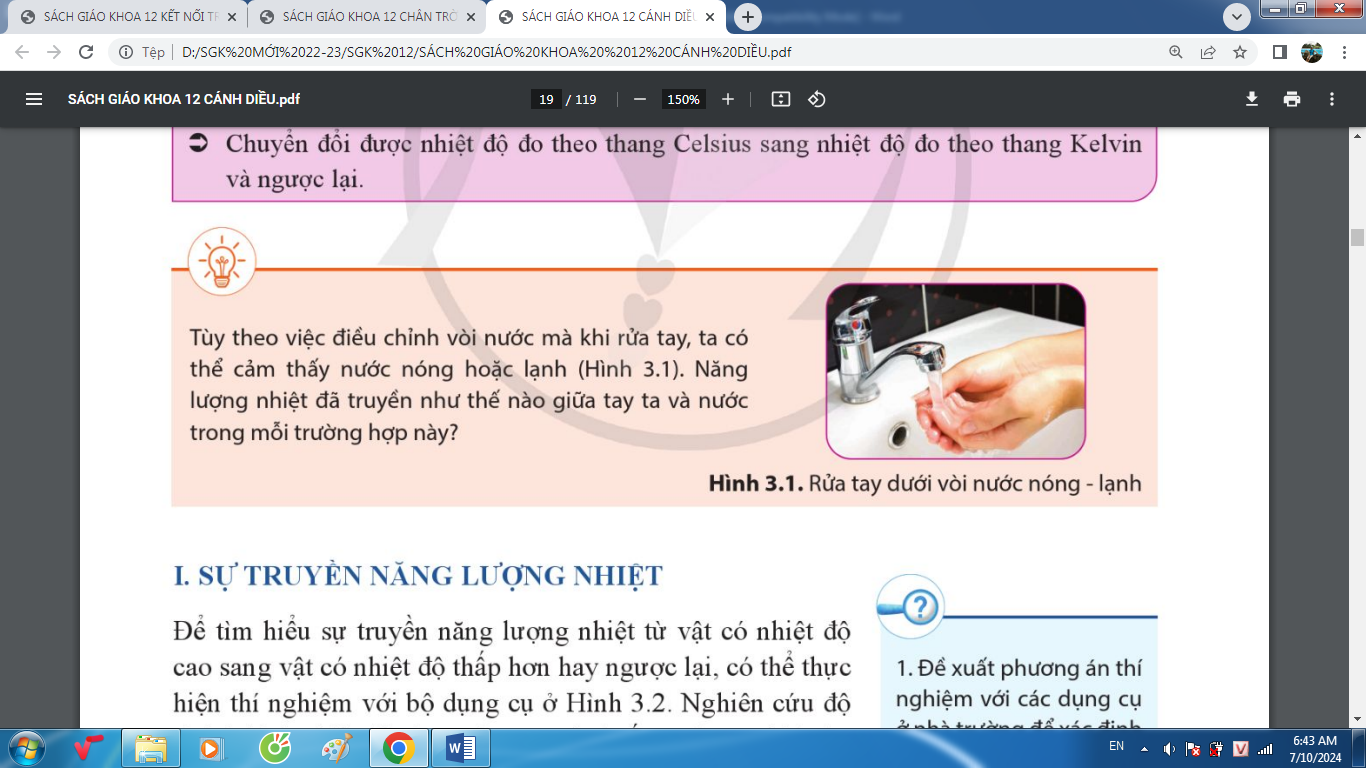 SÁCH GIÁO KHOA 12 KẾT NỐI TR
SÁCH GIÁO KHOA 12 CHÂN TRỜ
SÁCH GIÁO KHOA 12 CÁNH DIỀU
Tệp
D:/SGK%20MỚI%2022-23/SGK%2012/SÁCH%20GIÁO%20KHOA%20%2012%20CÁNH%20DIỀU.pdf
SÁCH GIÁO KHOA 12 CÁNH DIỀU.pdf
19 / 119
150%
Chuyển đổi được nhiệt độ đo theo thang Celsius sang nhiệt độ đo theo thang Kelvin
và ngược lại.
Tùy theo việc điều chỉnh vòi nước mà khi rửa tay, ta có
thể cảm thấy nước nóng hoặc lạnh (Hình 3.1). Năng
lượng nhiệt đã truyền như thế nào giữa tay ta và nước
trong mỗi trường hợp này?
Hình 3.1. Rửa tay dưới vòi nước nóng - lạnh
I. SỰ TRUYỀN NĂNG LƯỢNG NHIỆT
Để tìm hiểu sự truyền năng lượng nhiệt từ vật có nhiệt độ
cao sang vật có nhiệt độ thấp hơn hay ngược lại, có thể thực
hiện thí nghiệm với bộ dụng cụ ở Hình 3.2. Nghiên cứu độ
1. Đề xuất phương án thí
nghiệm với các dụng cụ
ở nhà trường để xác định
EN
6:43 AM
7/10/2024